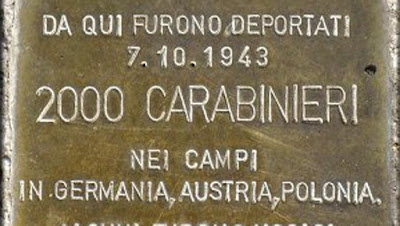 DA QUI FURONO DEPORTATI
7.10.1943
2000 CARABINIERI
NEI CAMPI
IN GERMANIA, AUSTRIA, POLONIA,